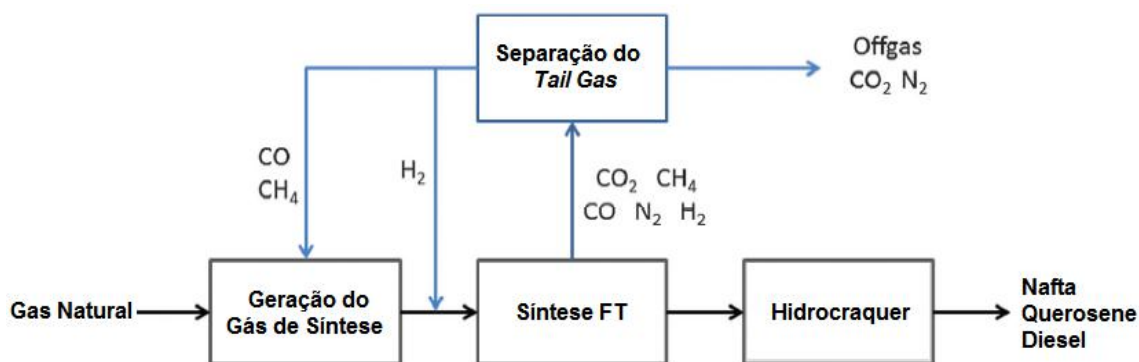 Separação do
Tail Gas
Offgas
CO₂ N₂
CO
CH₄
H₂
CO₂ CH₄
CO N₂ H₂
Gas Natural
Geração do
Gás de Síntese
Síntese FT
Hidrocraquer
Nafta
Querosene
Diesel